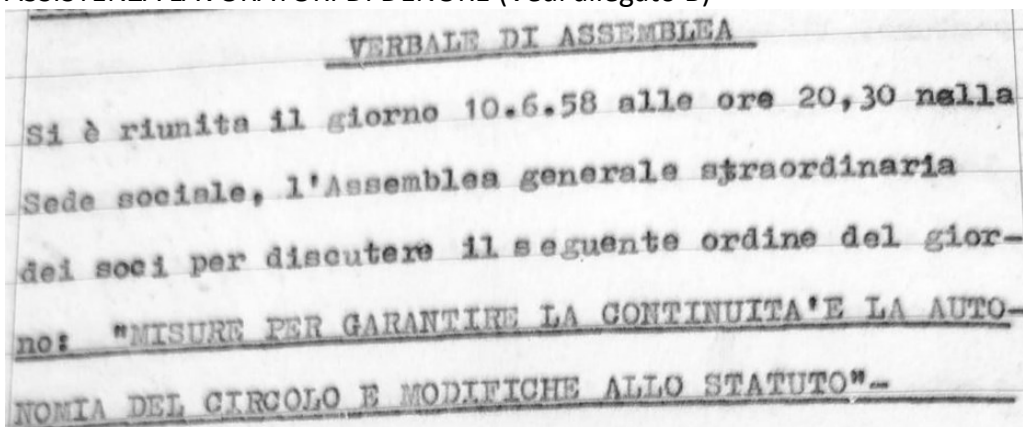 VERBALE DI ASSEMBLEA
Si è riunita il giorno 10.6.58 alle ore 20,30 nella
Sede sociale, l'Assemblea generale straordinaria
dei soci per discutere il seguente ordine del gior-
no: "MISURE PER GARANTIRE LA CONTINUITA'E LA AUTO-
NOMIA DEL CIRCOLO E MODIFICHE ALLO STATUTO"-